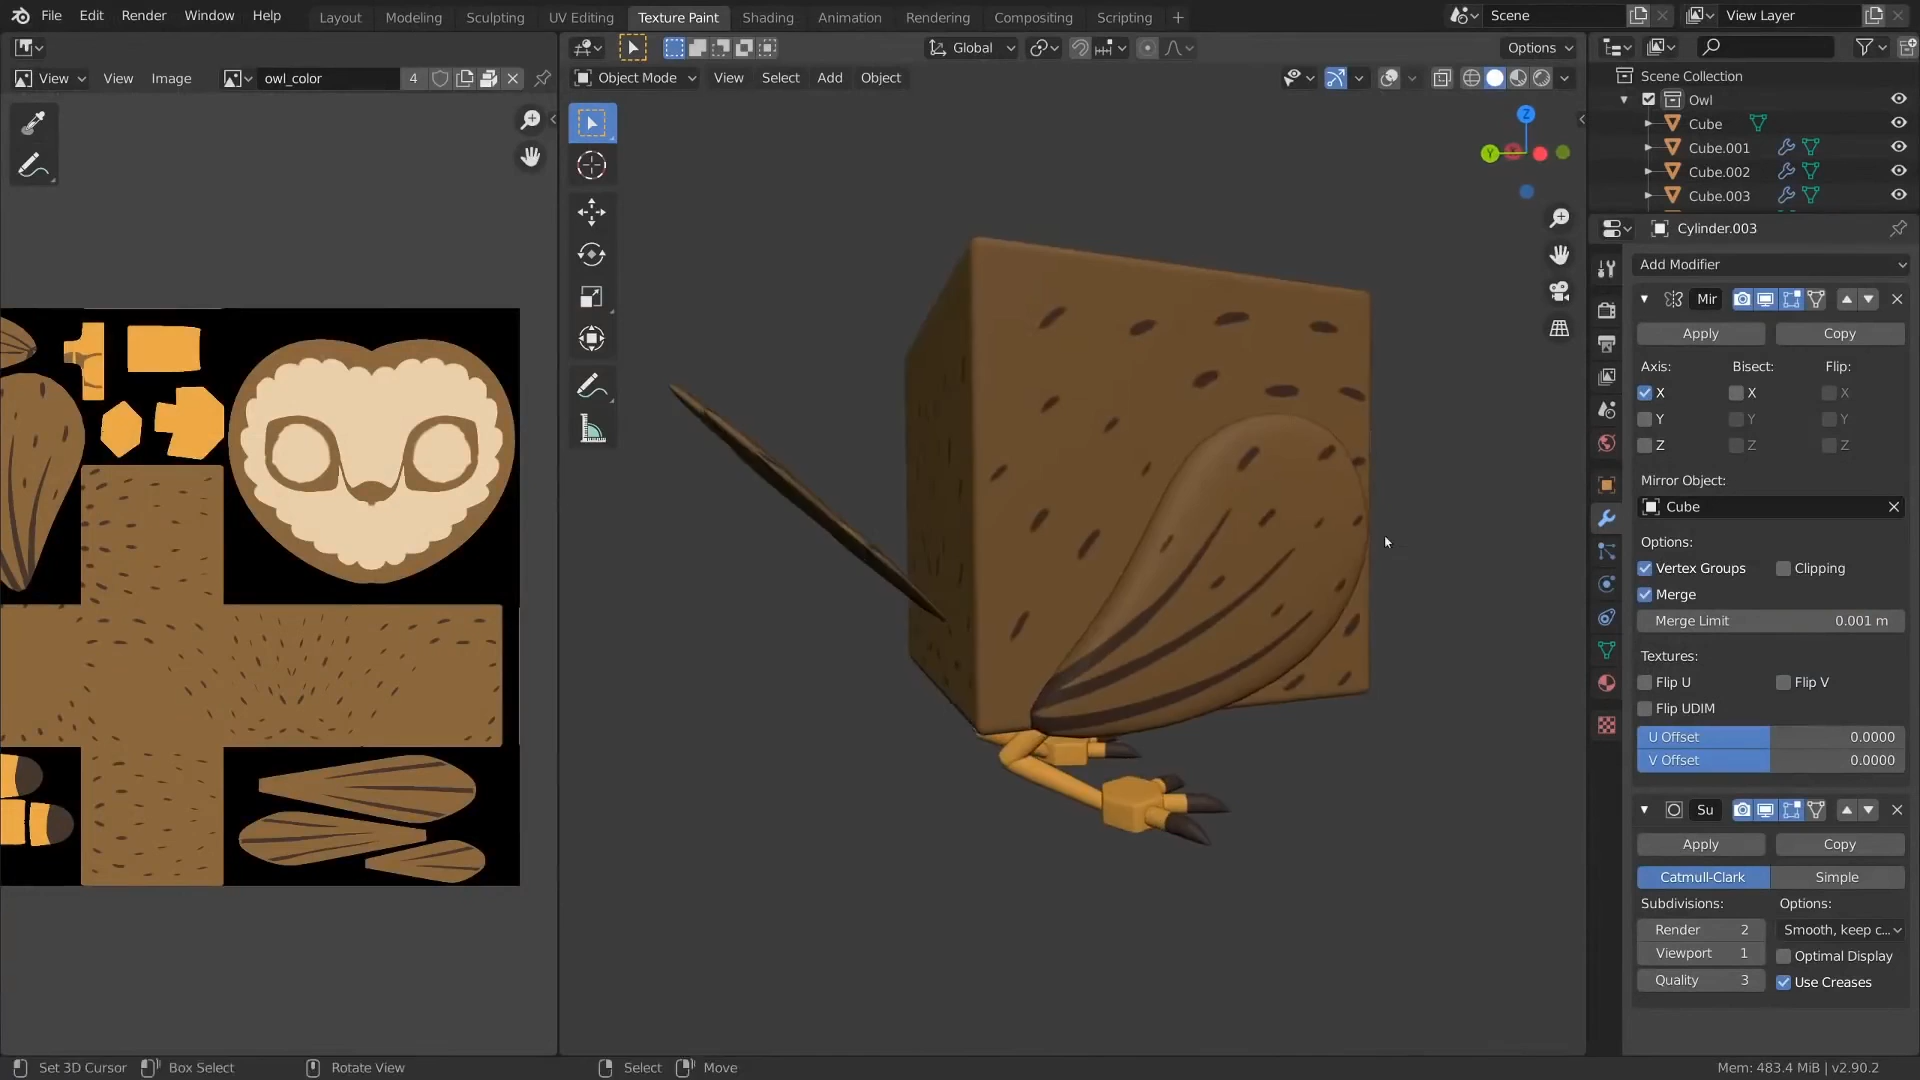 File Edit Render Window Help Layout Modeling Sculpting UV Editing Texture Paint Shading Animation Rendering Compositing Scripting + Scene View Layer
Global Options
View View Image owl_color 4 Object Mode View Select Add Object
Scene Collection
Owl
Cube
Cube.001
Cube.002
Cube.003
Z
Y
Cylinder.003
Add Modifier
Mir
Apply Copy
Axis: Bisect: Flip:
X X X
Y Y Y
Z Z Z
Mirror Object:
Cube
Options:
Vertex Groups Clipping
Merge
Merge Limit 0.001 m
Textures:
Flip U Flip V
Flip UDIM
U Offset 0.0000
V Offset 0.0000
Su
Apply Copy
Catmull-Clark Simple
Subdivisions: Options:
Render 2 Smooth, keep c...
Viewport 1 Optimal Display
Quality 3 Use Creases
Set 3D Cursor Box Select Rotate View Select Move Mem: 483.4 MiB | v2.90.2